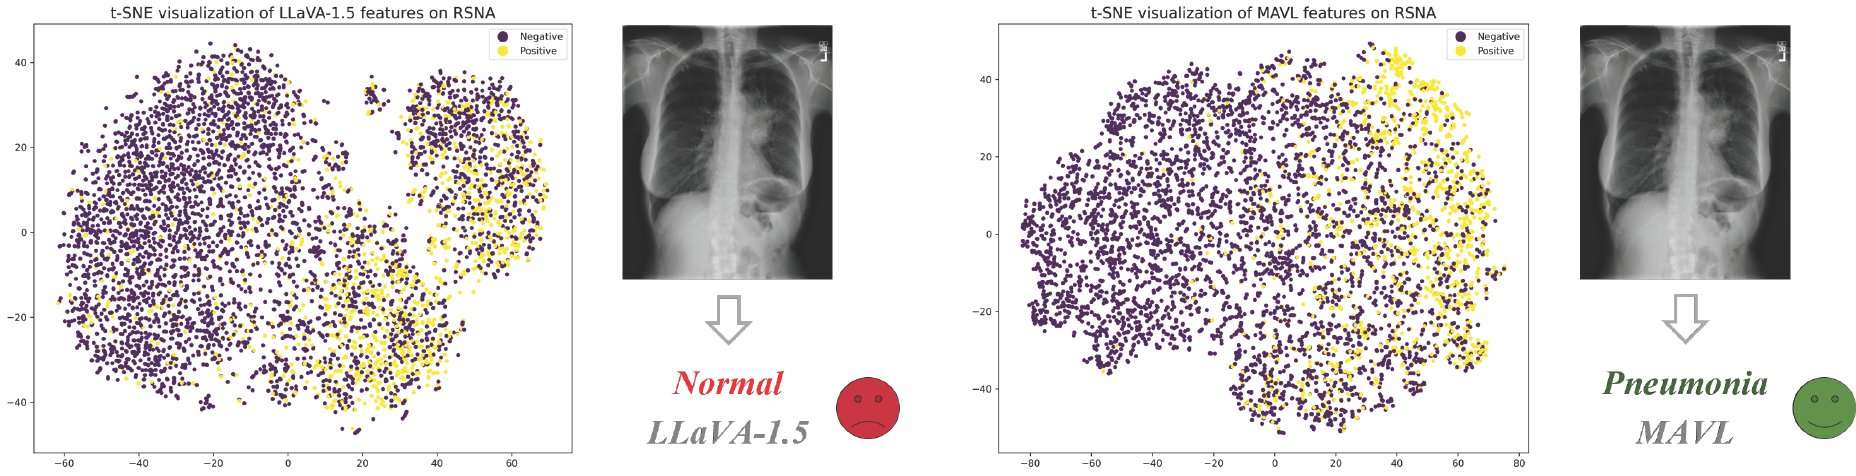 t-SNE visualization of LLaVA-1.5 features on RSNA
Negative
Positive
40
20
0
−20
−40
−60
−40
−20
0
20
40
60
Normal
LLaVA-1.5
t-SNE visualization of MAVL features on RSNA
Negative
Positive
40
20
0
−20
−40
−80
−60
−40
−20
0
20
40
60
80
Pneumonia
MAVL